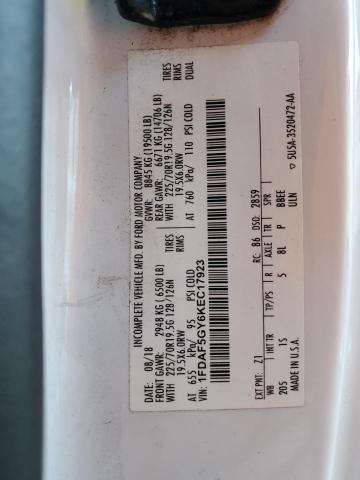 INCOMPLETE VEHICLE MFD. BY FORD MOTOR COMPANY.
08/18 GVWR: 8845 KG (19500 LB)
FRONT GAWR: 2948 KG (6500 LB) REAR GAWR: 6671 KG (14706 LB)
WITH 225/70R19.5G 128/126N TIRES WITH 225/70R19.5G 128/126N TIRES
19.5X6.0RW RIMS 19.5X6.0RW RIMS
AT 655 kPa/ 95 PSI COLD AT 760 kPa/ 110 PSI COLD DUAL
VIN: 1FDAF5GY6KEC17923
EXT PNT: Z1 RC: 86 DSO: 2859
WB INT TR TP/PS R AXLE TR SPR
205 1S 5 8L P BBEE
MADE IN U.S.A. ULN
▽ 5U5A-3520472-AA